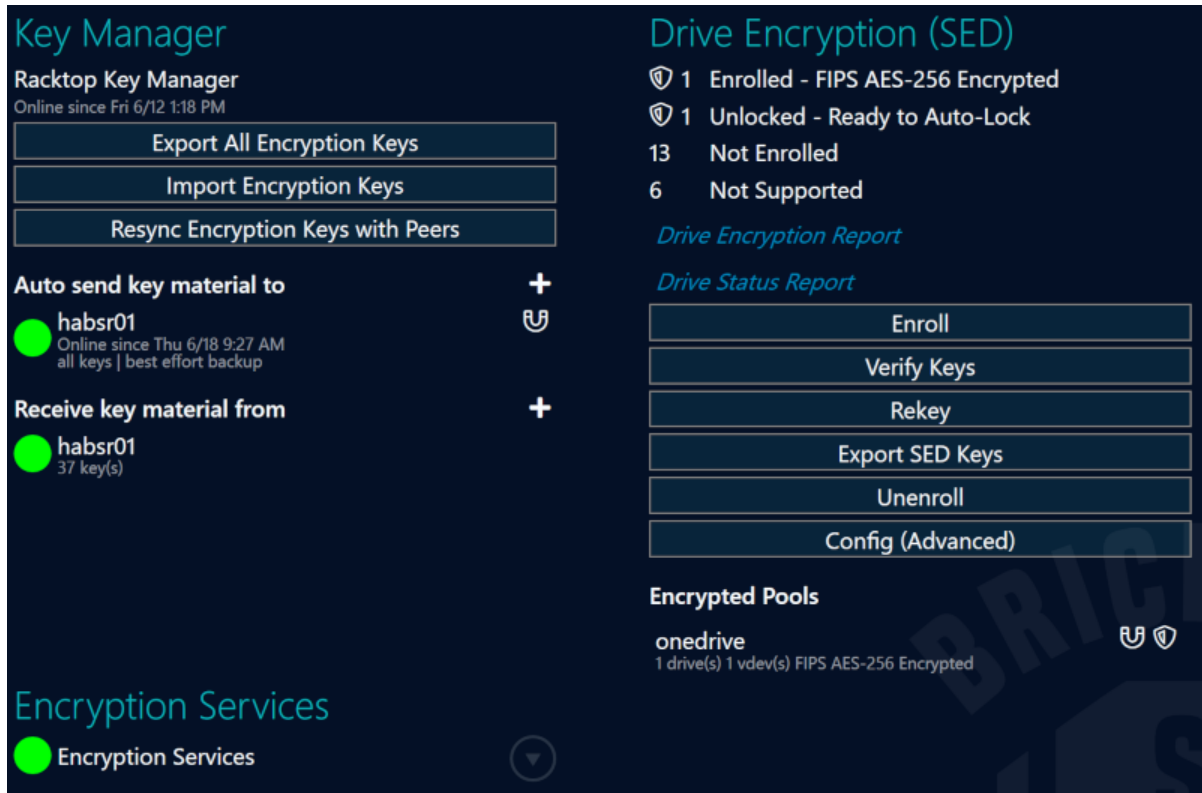 Key Manager
Racktop Key Manager
Online since Fri 6/12 1:18 PM
Export All Encryption Keys
Import Encryption Keys
Resync Encryption Keys with Peers
Auto send key material to
habsr01
Online since Thu 6/18 9:27 AM
all keys | best effort backup
Receive key material from
habsr01
37 key(s)
Encryption Services
Encryption Services
Drive Encryption (SED)
1 Enrolled - FIPS AES-256 Encrypted
1 Unlocked - Ready to Auto-Lock
13 Not Enrolled
6 Not Supported
Drive Encryption Report
Drive Status Report
Enroll
Verify Keys
Rekey
Export SED Keys
Unenroll
Config (Advanced)
Encrypted Pools
onedrive
1 drive(s) 1 vdev(s) FIPS AES-256 Encrypted